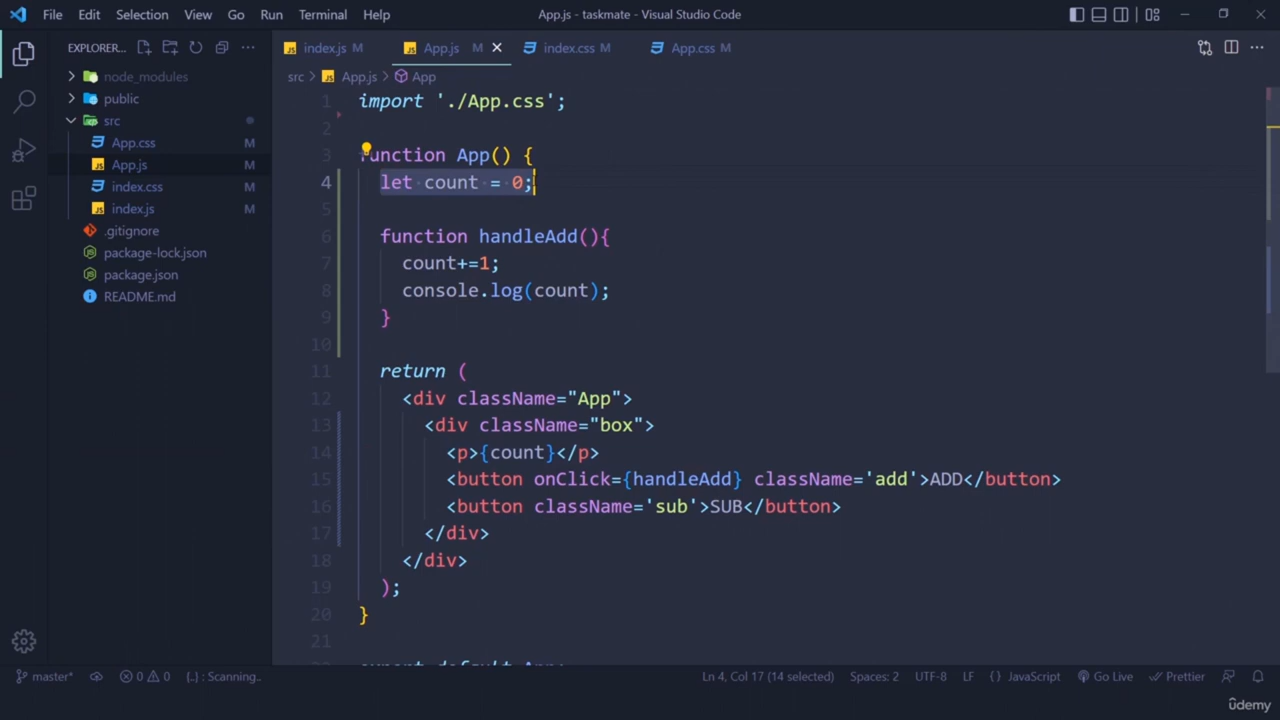 File Edit Selection View Go Run Terminal Help App.js - taskmate - Visual Studio Code
EXPLORER... index.js M App.js M index.css M App.css M
src > App.js > App
node_modules
public
src
App.css M
App.js M
index.css M
index.js M
.gitignore
package-lock.json
package.json
README.md
1 import './App.css';
2
3 function App() {
4 let count = 0;
5
6 function handleAdd(){
7 count+=1;
8 console.log(count);
9 }
10
11 return (
12 <div className="App">
13 <div className="box">
14 <p>{count}</p>
15 <button onClick={handleAdd} className='add'>ADD</button>
16 <button className='sub'>SUB</button>
17 </div>
18 </div>
19 );
20 }
21
export default App;
master* 0 0 {..} : Scanning.. Ln 4, Col 17 (14 selected) Spaces: 2 UTF-8 LF {} JavaScript Go Live Prettier
ûdemy